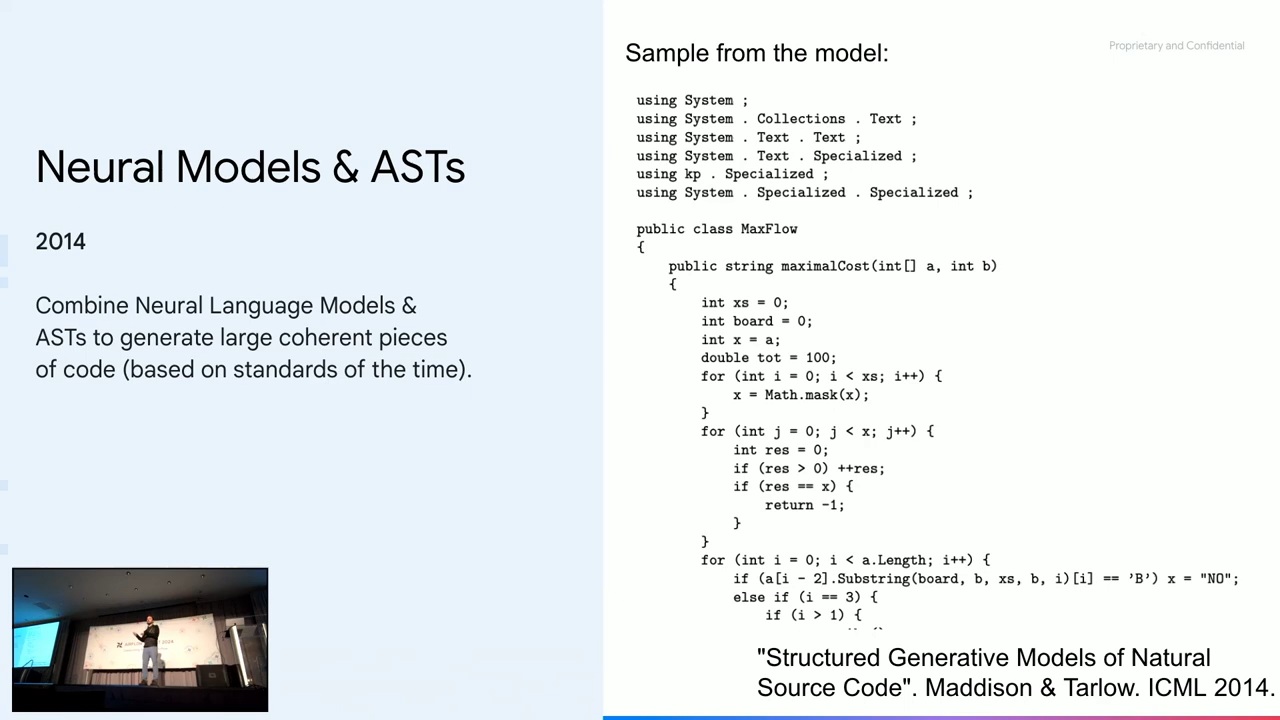 Neural Models & ASTs
2014
Combine Neural Language Models &
ASTs to generate large coherent pieces
of code (based on standards of the time).
Sample from the model:
Proprietary and Confidential
using System ;
using System . Collections . Text ;
using System . Text . Text ;
using System . Text . Specialized ;
using kp . Specialized ;
using System . Specialized . Specialized ;
public class MaxFlow
{
    public string maximalCost(int[] a, int b)
    {
        int xs = 0;
        int board = 0;
        int x = a;
        double tot = 100;
        for (int i = 0; i < xs; i++) {
            x = Math.mask(x);
        }
        for (int j = 0; j < x; j++) {
            int res = 0;
            if (res > 0) ++res;
            if (res == x) {
                return -1;
            }
        }
        for (int i = 0; i < a.Length; i++) {
            if (a[i - 2].Substring(board, b, xs, b, i)[i] == ’B’) x = "NO";
            else if (i == 3) {
                if (i > 1) {
"Structured Generative Models of Natural
Source Code". Maddison & Tarlow. ICML 2014.